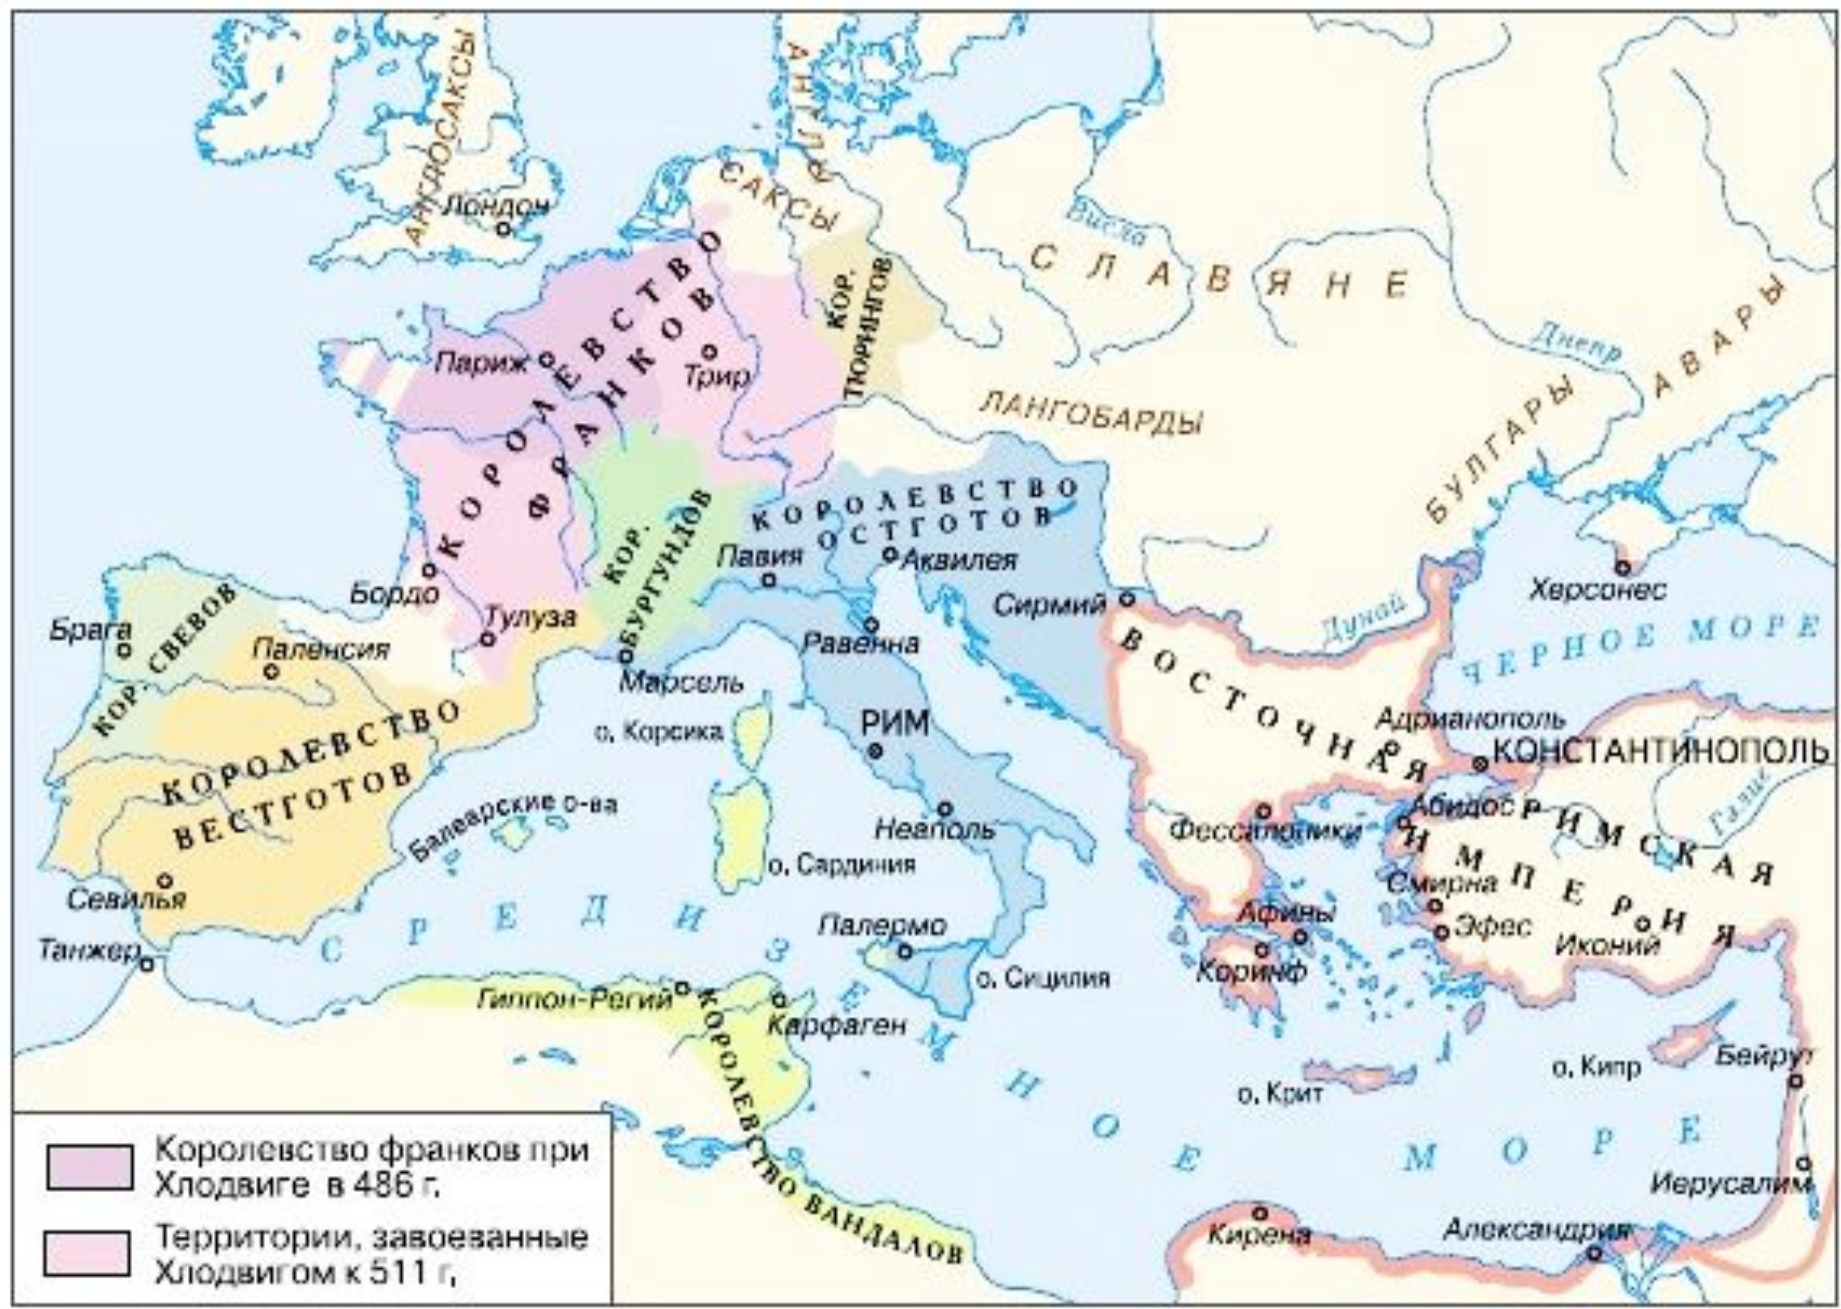 АНГЛОСАКСЫ
Лондон
АНГЛЫ
САКСЫ
Висла
СЛАВЯНЕ
КОРОЛЕВСТВО
ФРАНКОВ
Париж
Трир
КОР.
ТЮРИНГОВ
ЛАНГОБАРДЫ
Днепр
АВАРЫ
БУЛГАРЫ
КОРОЛЕВСТВО
ОСТГОТОВ
КОР.
БУРГУНДОВ
Павия
Аквилея
Бордо
Тулуза
Сирмий
Дунай
Херсонес
ЧЕРНОЕ МОРЕ
Брага
КОР. СВЕВОВ
Паленсия
Равенна
Марсель
КОРОЛЕВСТВО
ВЕСТГОТОВ
о. Корсика
РИМ
ВОСТОЧНАЯ
РИМСКАЯ
ИМПЕРИЯ
Адрианополь
КОНСТАНТИНОПОЛЬ
Галис
Балеарские о-ва
Неаполь
Фессалоники
Абидос
о. Сардиния
Севилья
Смирна
Эфес
Иконий
Афины
Коринф
Палермо
о. Сицилия
Танжер
СРЕДИЗЕМНОЕ МОРЕ
Гиппон-Регий
Карфаген
КОРОЛЕВСТВО ВАНДАЛОВ
о. Крит
о. Кипр
Бейрут
Иерусалим
Кирена
Александрия
Королевство франков при
Хлодвиге в 486 г.
Территории, завоеванные
Хлодвигом к 511 г.